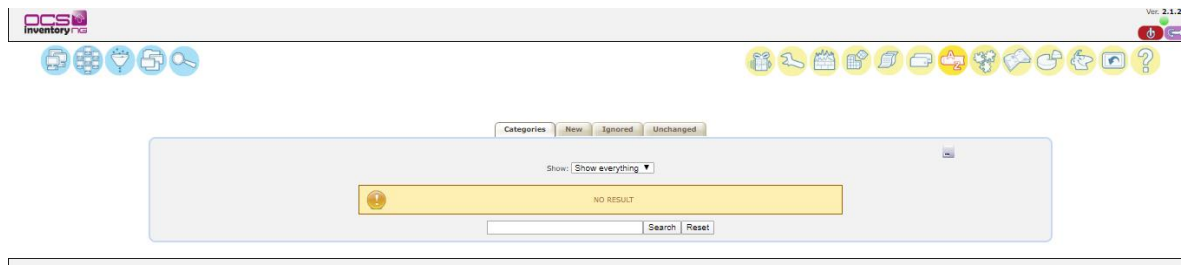 Ver. 2.1.2
OCS
inventory NG
Categories New Ignored Unchanged
Show: Show everything
NO RESULT
Search Reset